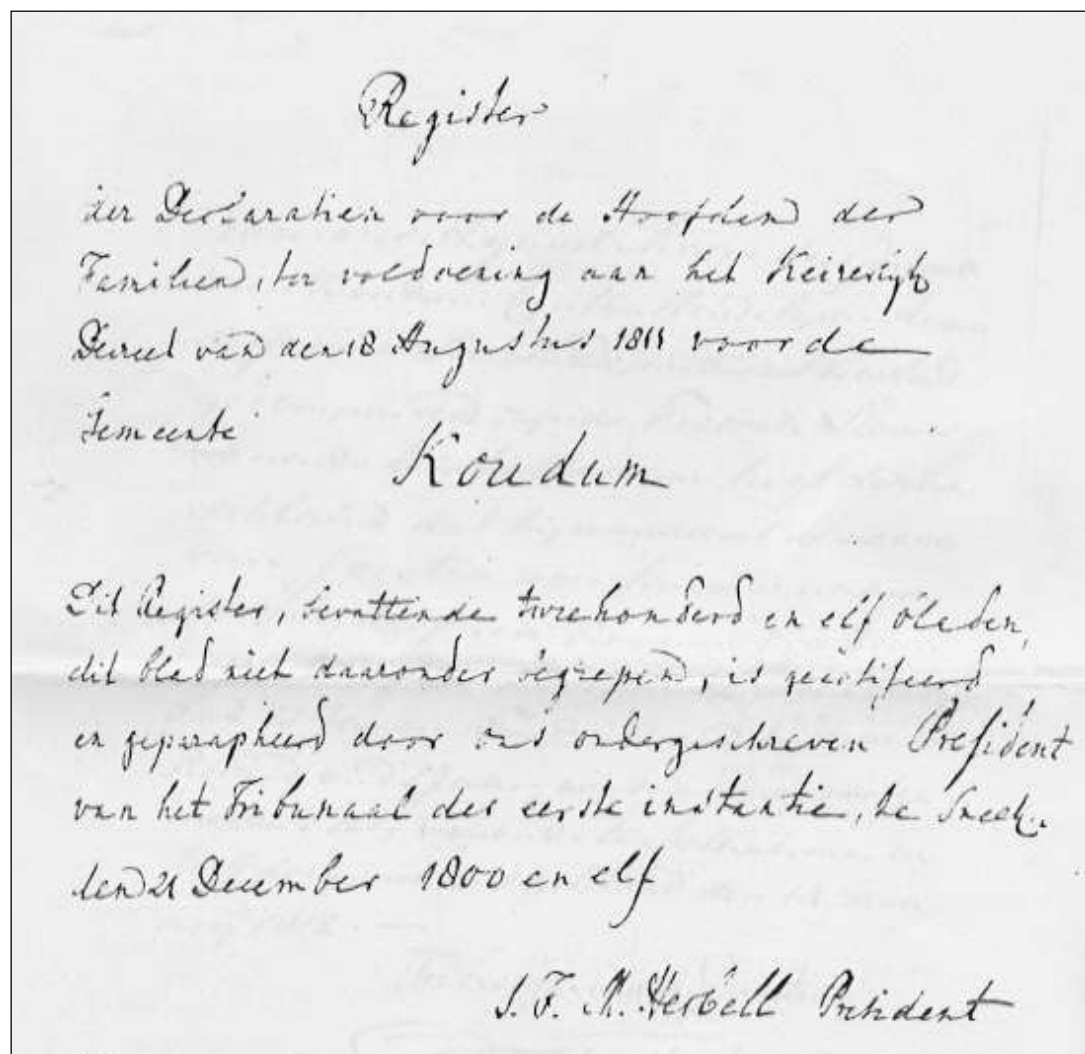 Register
der Declaratien voor de Hoofden der
Familien, ter voldoening aan het Keizerlijk
Decreet van den 18 Augustus 1811 voor de
Gemeente
Koudum
Dit Register, bevattende tweehonderd en elf bladen,
dit blad niet daaronder begrepen, is gecertifeerd
en geparapheerd door ons ondergeschreven President
van het Tribunaal der eerste instantie, te Sneek.
den 21 December 1800 en elf
J. F. M. Herbell President